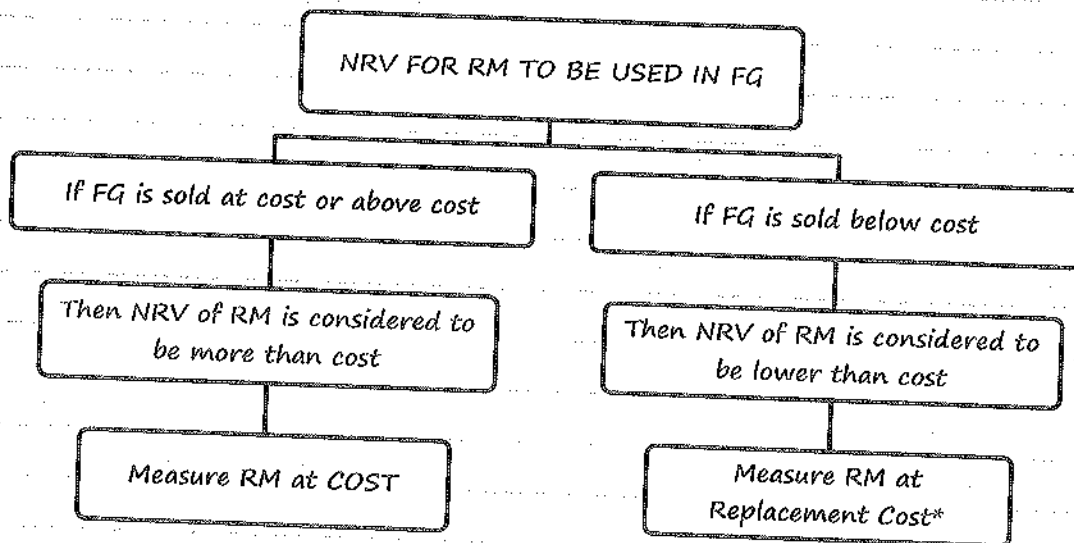 NRV FOR RM TO BE USED IN FG
If FG is sold at cost or above cost
If FG is sold below cost
Then NRV of RM is considered to
be more than cost
Then NRV of RM is considered to
be lower than cost
Measure RM at COST
Measure RM at
Replacement Cost*